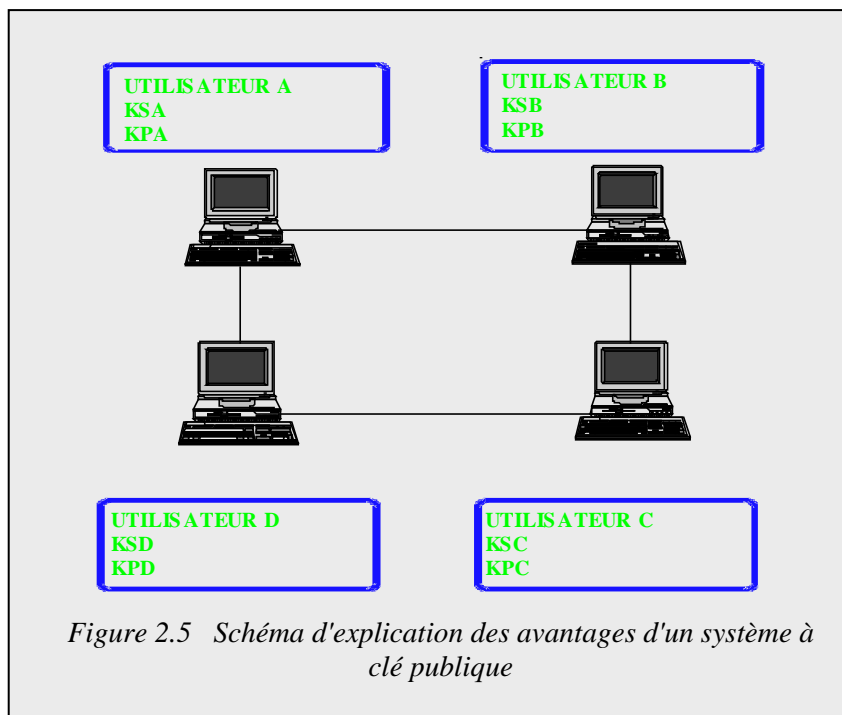 UTILISATEUR A
KSA
KPA
UTILISATEUR B
KSB
KPB
UTILISATEUR D
KSD
KPD
UTILISATEUR C
KSC
KPC
Figure 2.5 Schéma d'explication des avantages d'un système à
clé publique